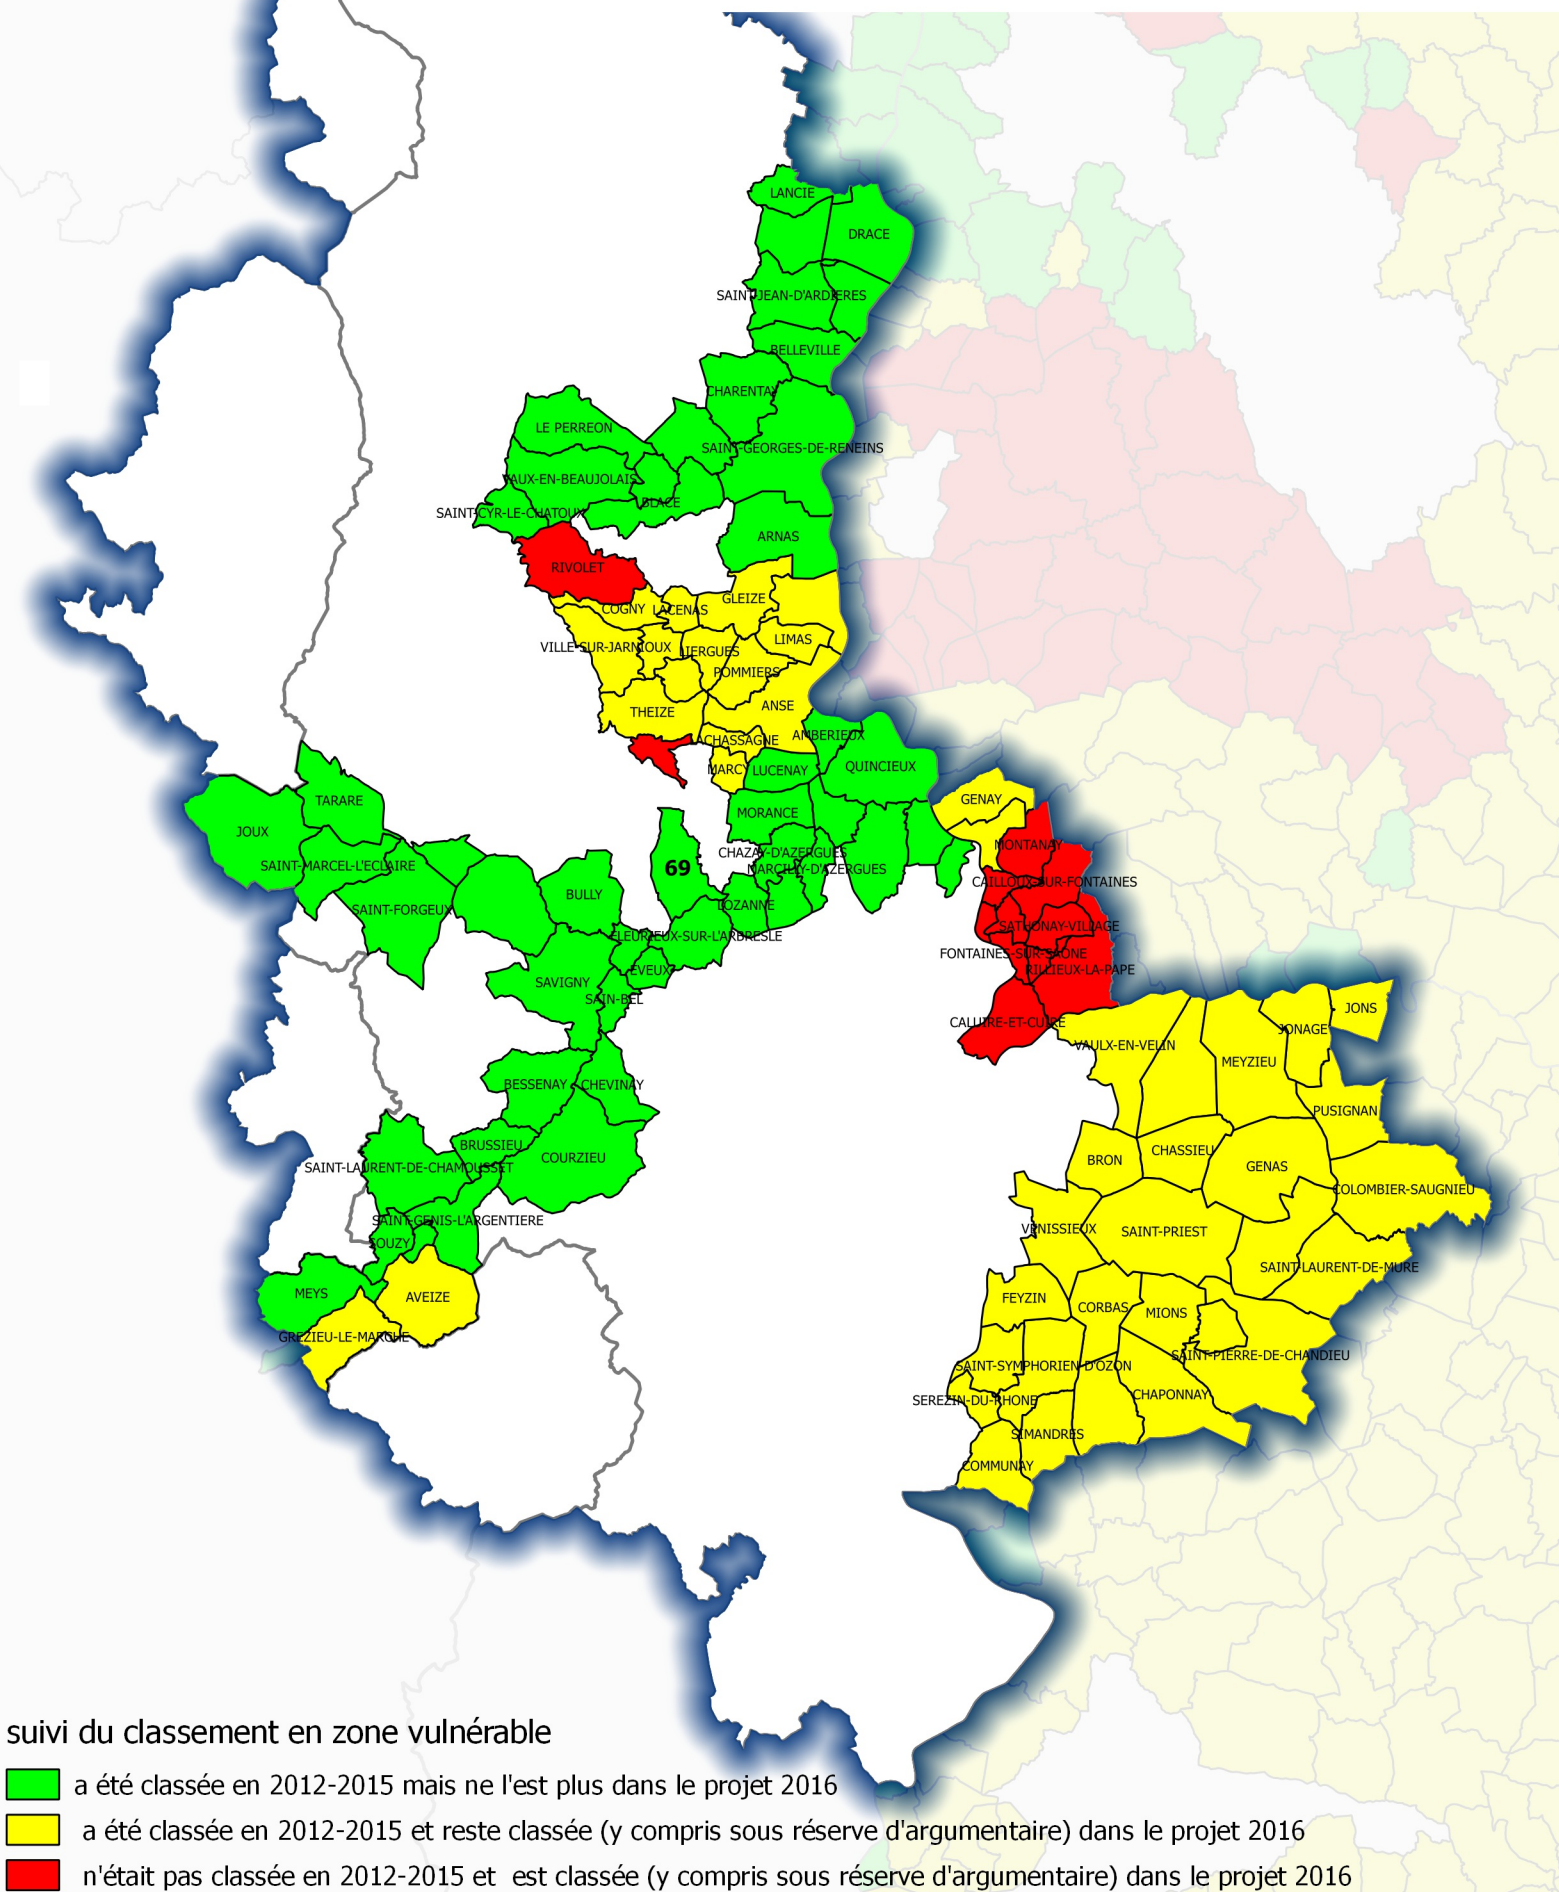 LANCIE
DRACE
SAINT-JEAN-D'ARDIERES
BELLEVILLE
CHARENTAY
LE PERREON
SAINT-GEORGES-DE-RENEINS
VAUX-EN-BEAUJOLAIS
BLACE
SAINT-CYR-LE-CHATOUX
ARNAS
RIVOLET
GLEIZE
COGNY
LACENAS
LIMAS
VILLE-SUR-JARNIOUX
LIERGUES
POMMIERS
ANSE
THEIZE
AMBERIEUX
LACHASSAGNE
QUINCIEUX
MARCY
LUCENAY
GENAY
TARARE
MORANCE
JOUX
MONTANAY
CHAZAY-D'AZERGUES
SAINT-MARCEL-L'ECLAIRE
69
MARCILLY-D'AZERGUES
CAILLOUX-SUR-FONTAINES
BULLY
LOZANNE
SAINT-FORGEUX
SATHONAY-VILLAGE
FLEURIEUX-SUR-L'ARBRESLE
FONTAINES-SUR-SAONE
EVEUX
RILLIEUX-LA-PAPE
SAVIGNY
SAIN-BEL
JONS
CALUIRE-ET-CUIRE
JONAGE
VAULX-EN-VELIN
MEYZIEU
BESSENAY
CHEVINAY
PUSIGNAN
BRUSSIEU
CHASSIEU
COURZIEU
BRON
GENAS
SAINT-LAURENT-DE-CHAMOUSSET
COLOMBIER-SAUGNIEU
SAINT-GENIS-L'ARGENTIERE
VENISSIEUX
SAINT-PRIEST
SOUZY
SAINT-LAURENT-DE-MURE
MEYS
AVEIZE
FEYZIN
CORBAS
MIONS
GREZIEU-LE-MARCHE
SAINT-PIERRE-DE-CHANDIEU
SAINT-SYMPHORIEN-D'OZON
CHAPONNAY
SEREZIN-DU-RHONE
SIMANDRES
COMMUNAY
suivi du classement en zone vulnérable
a été classée en 2012-2015 mais ne l'est plus dans le projet 2016
a été classée en 2012-2015 et reste classée (y compris sous réserve d'argumentaire) dans le projet 2016
n'était pas classée en 2012-2015 et est classée (y compris sous réserve d'argumentaire) dans le projet 2016